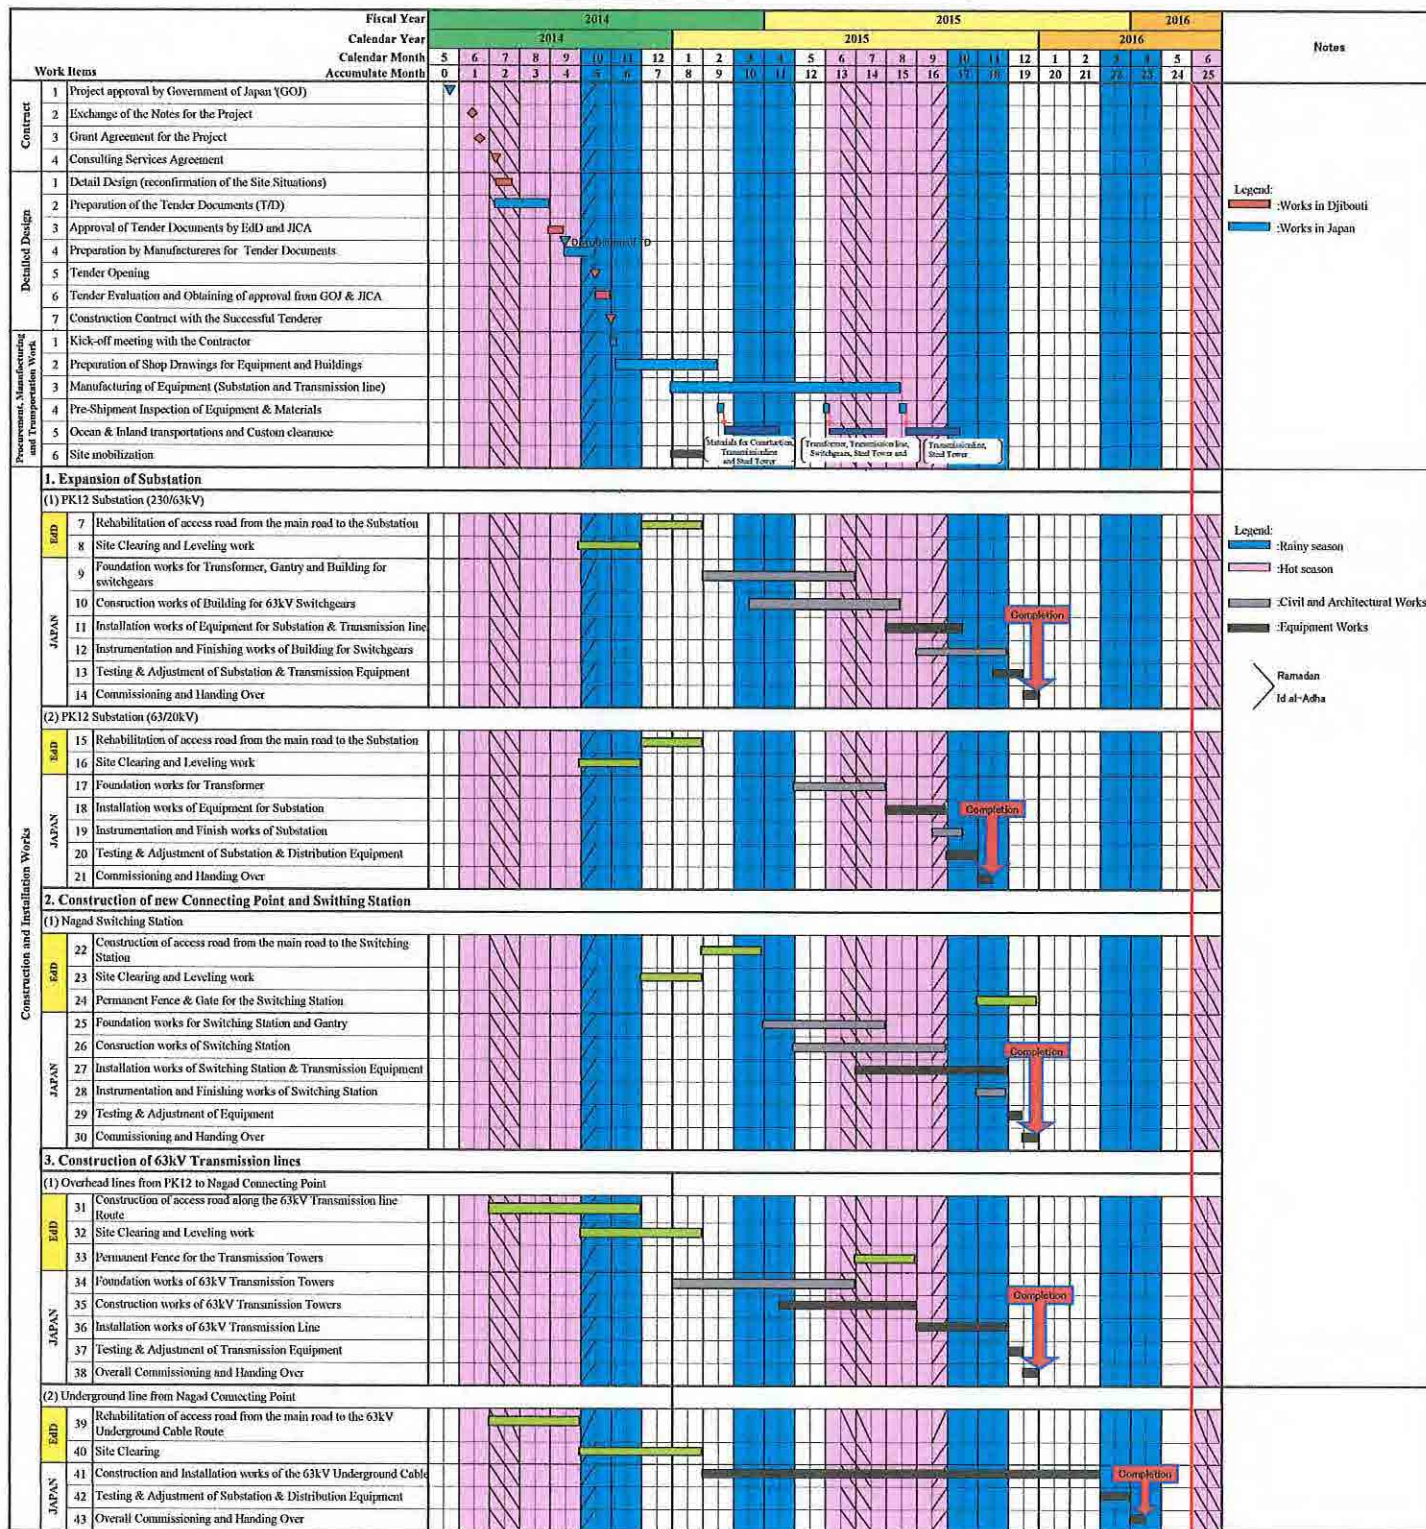 Fiscal Year 2014 2015 2016
Calendar Year 2014 2015 2016
Notes
Calendar Month 5 6 7 8 9 10 11 12 1 2 3 4 5 6 7 8 9 10 11 12 1 2 3 4 5 6
Work Items Accumulate Month 0 1 2 3 4 5 6 7 8 9 10 11 12 13 14 15 16 17 18 19 20 21 22 23 24 25
Contract
1 Project approval by Government of Japan '(GOJ)
2 Exchange of the Notes for the Project
3 Grant Agreement for the Project
4 Consulting Services Agreement
Detailed Design
1 Detail Design (reconfirmation of the Site Situations)
2 Preparation of the Tender Documents (T/D)
3 Approval of Tender Documents by EdD and JICA
4 Preparation by Manufactureres for Tender Documents
5 Tender Opening
6 Tender Evaluation and Obtaining of approval from GOJ & JICA
7 Construction Contract with the Successful Tenderer
Legend:
:Works in Djibouti
:Works in Japan
Procurement, Manufacturing
and Transportation Work
1 Kick-off meeting with the Contractor
2 Preparation of Shop Drawings for Equipment and Buildings
3 Manufacturing of Equipment (Substation and Transmission line)
4 Pre-Shipment Inspection of Equipment & Materials
5 Ocean & Inland transportations and Custom clearance
6 Site mobilization
Materials for Construction,
Transmissionline
and Steel Tower
Transformer, Transmission line,
Switchgears, Steel Tower and
Transmissionline,
Steel Tower
Construction and Installation Works
1. Expansion of Substation
(1) PK12 Substation (230/63kV)
EdD
7 Rehabilitation of access road from the main road to the Substation
8 Site Clearing and Leveling work
JAPAN
9 Foundation works for Transformer, Gantry and Building for
switchgears
10 Consruction works of Building for 63kV Switchgears
11 Installation works of Equipment for Substation & Transmission line
12 Instrumentation and Finishing works of Building for Switchgears
13 Testing & Adjustment of Substation & Transmission Equipment
14 Commissioning and Handing Over
Completion
Legend:
:Rainy season
:Hot season
:Civil and Architectural Works
:Equipment Works
Ramadan
Id al-Adha
(2) PK12 Substation (63/20kV)
EdD
15 Rehabilitation of access road from the main road to the Substation
16 Site Clearing and Leveling work
JAPAN
17 Foundation works for Transformer
18 Installation works of Equipment for Substation
19 Instrumentation and Finish works of Substation
20 Testing & Adjustment of Substation & Distribution Equipment
21 Commissioning and Handing Over
Completion
2. Construction of new Connecting Point and Swithing Station
(1) Nagad Switching Station
EdD
22 Construction of access road from the main road to the Switching
Station
23 Site Clearing and Leveling work
24 Permanent Fence & Gate for the Switching Station
JAPAN
25 Foundation works for Switching Station and Gantry
26 Consruction works of Switching Station
27 Installation works of Switching Station & Transmission Equipment
28 Instrumentation and Finishing works of Switching Station
29 Testing & Adjustment of Equipment
30 Commissioning and Handing Over
Completion
3. Construction of 63kV Transmission lines
(1) Overhead lines from PK12 to Nagad Connecting Point
EdD
31 Construction of access road along the 63kV Transmission line
Route
32 Site Clearing and Leveling work
33 Permanent Fence for the Transmission Towers
JAPAN
34 Foundation works of 63kV Transmission Towers
35 Construction works of 63kV Transmission Towers
36 Installation works of 63kV Transmission Line
37 Testing & Adjustment of Transmission Equipment
38 Overall Commissioning and Handing Over
Completion
(2) Underground line from Nagad Connecting Point
EdD
39 Rehabilitation of access road from the main road to the 63kV
Underground Cable Route
40 Site Clearing
JAPAN
41 Construction and Installation works of the 63kV Underground Cable
42 Testing & Adjustment of Substation & Distribution Equipment
43 Overall Commissioning and Handing Over
Completion